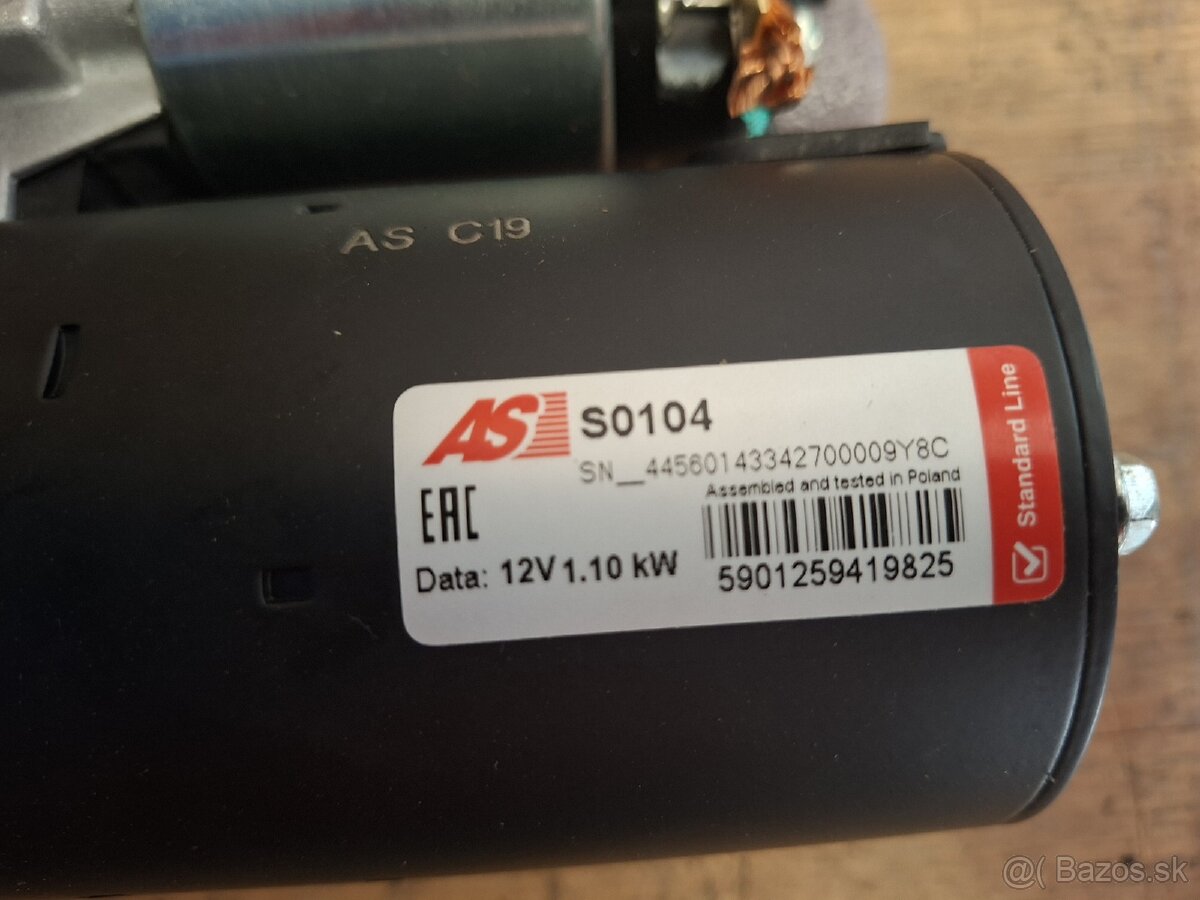 AS C19
AS S0104
SN__44560143342700009Y8C
Assembled and tested in Poland
EAC
Data: 12V 1.10 kW
5901259419825
Standard Line
@( Bazos.sk